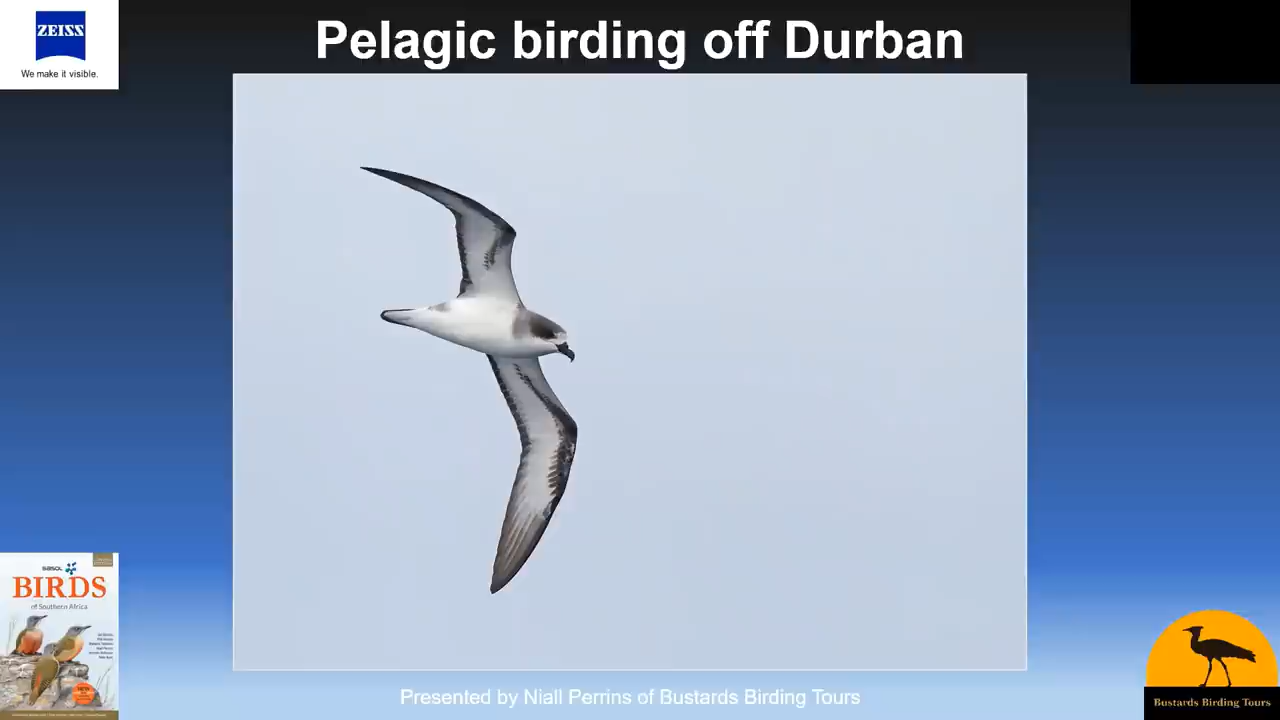 ZEISS
We make it visible.
Pelagic birding off Durban
sasol
BIRDS
of Southern Africa
Presented by Niall Perrins of Bustards Birding Tours
Bustards Birding Tours